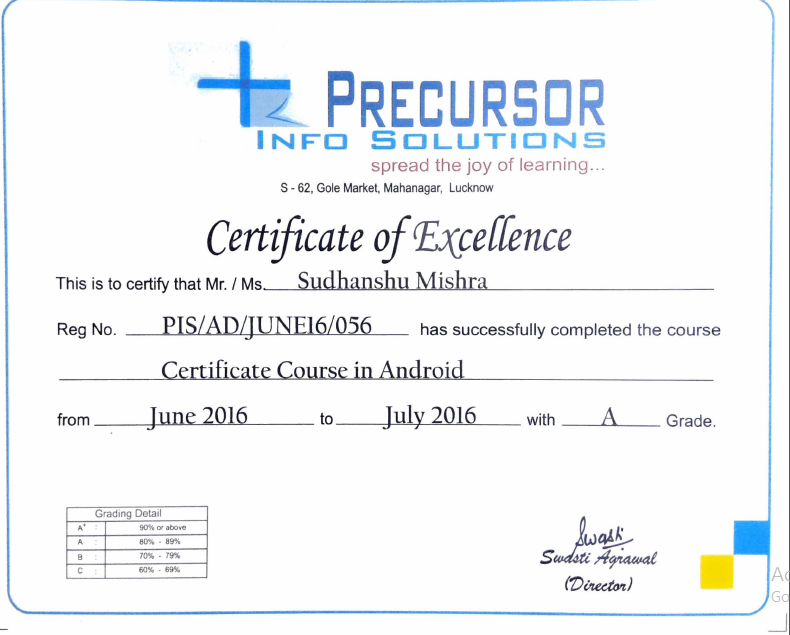 PRECURSOR
INFO SOLUTIONS
spread the joy of learning...
S - 62, Gole Market, Mahanagar, Lucknow
Certificate of Excellence
This is to certify that Mr. / Ms. Sudhanshu Mishra
Reg No. PIS/AD/JUNE16/056 has successfully completed the course
Certificate Course in Android
from June 2016 to July 2016 with A Grade.
Grading Detail
A+ : 90% or above
A : 80% - 89%
B : 70% - 79%
C : 60% - 69%
Swasti
Swasti Agrawal
(Director)